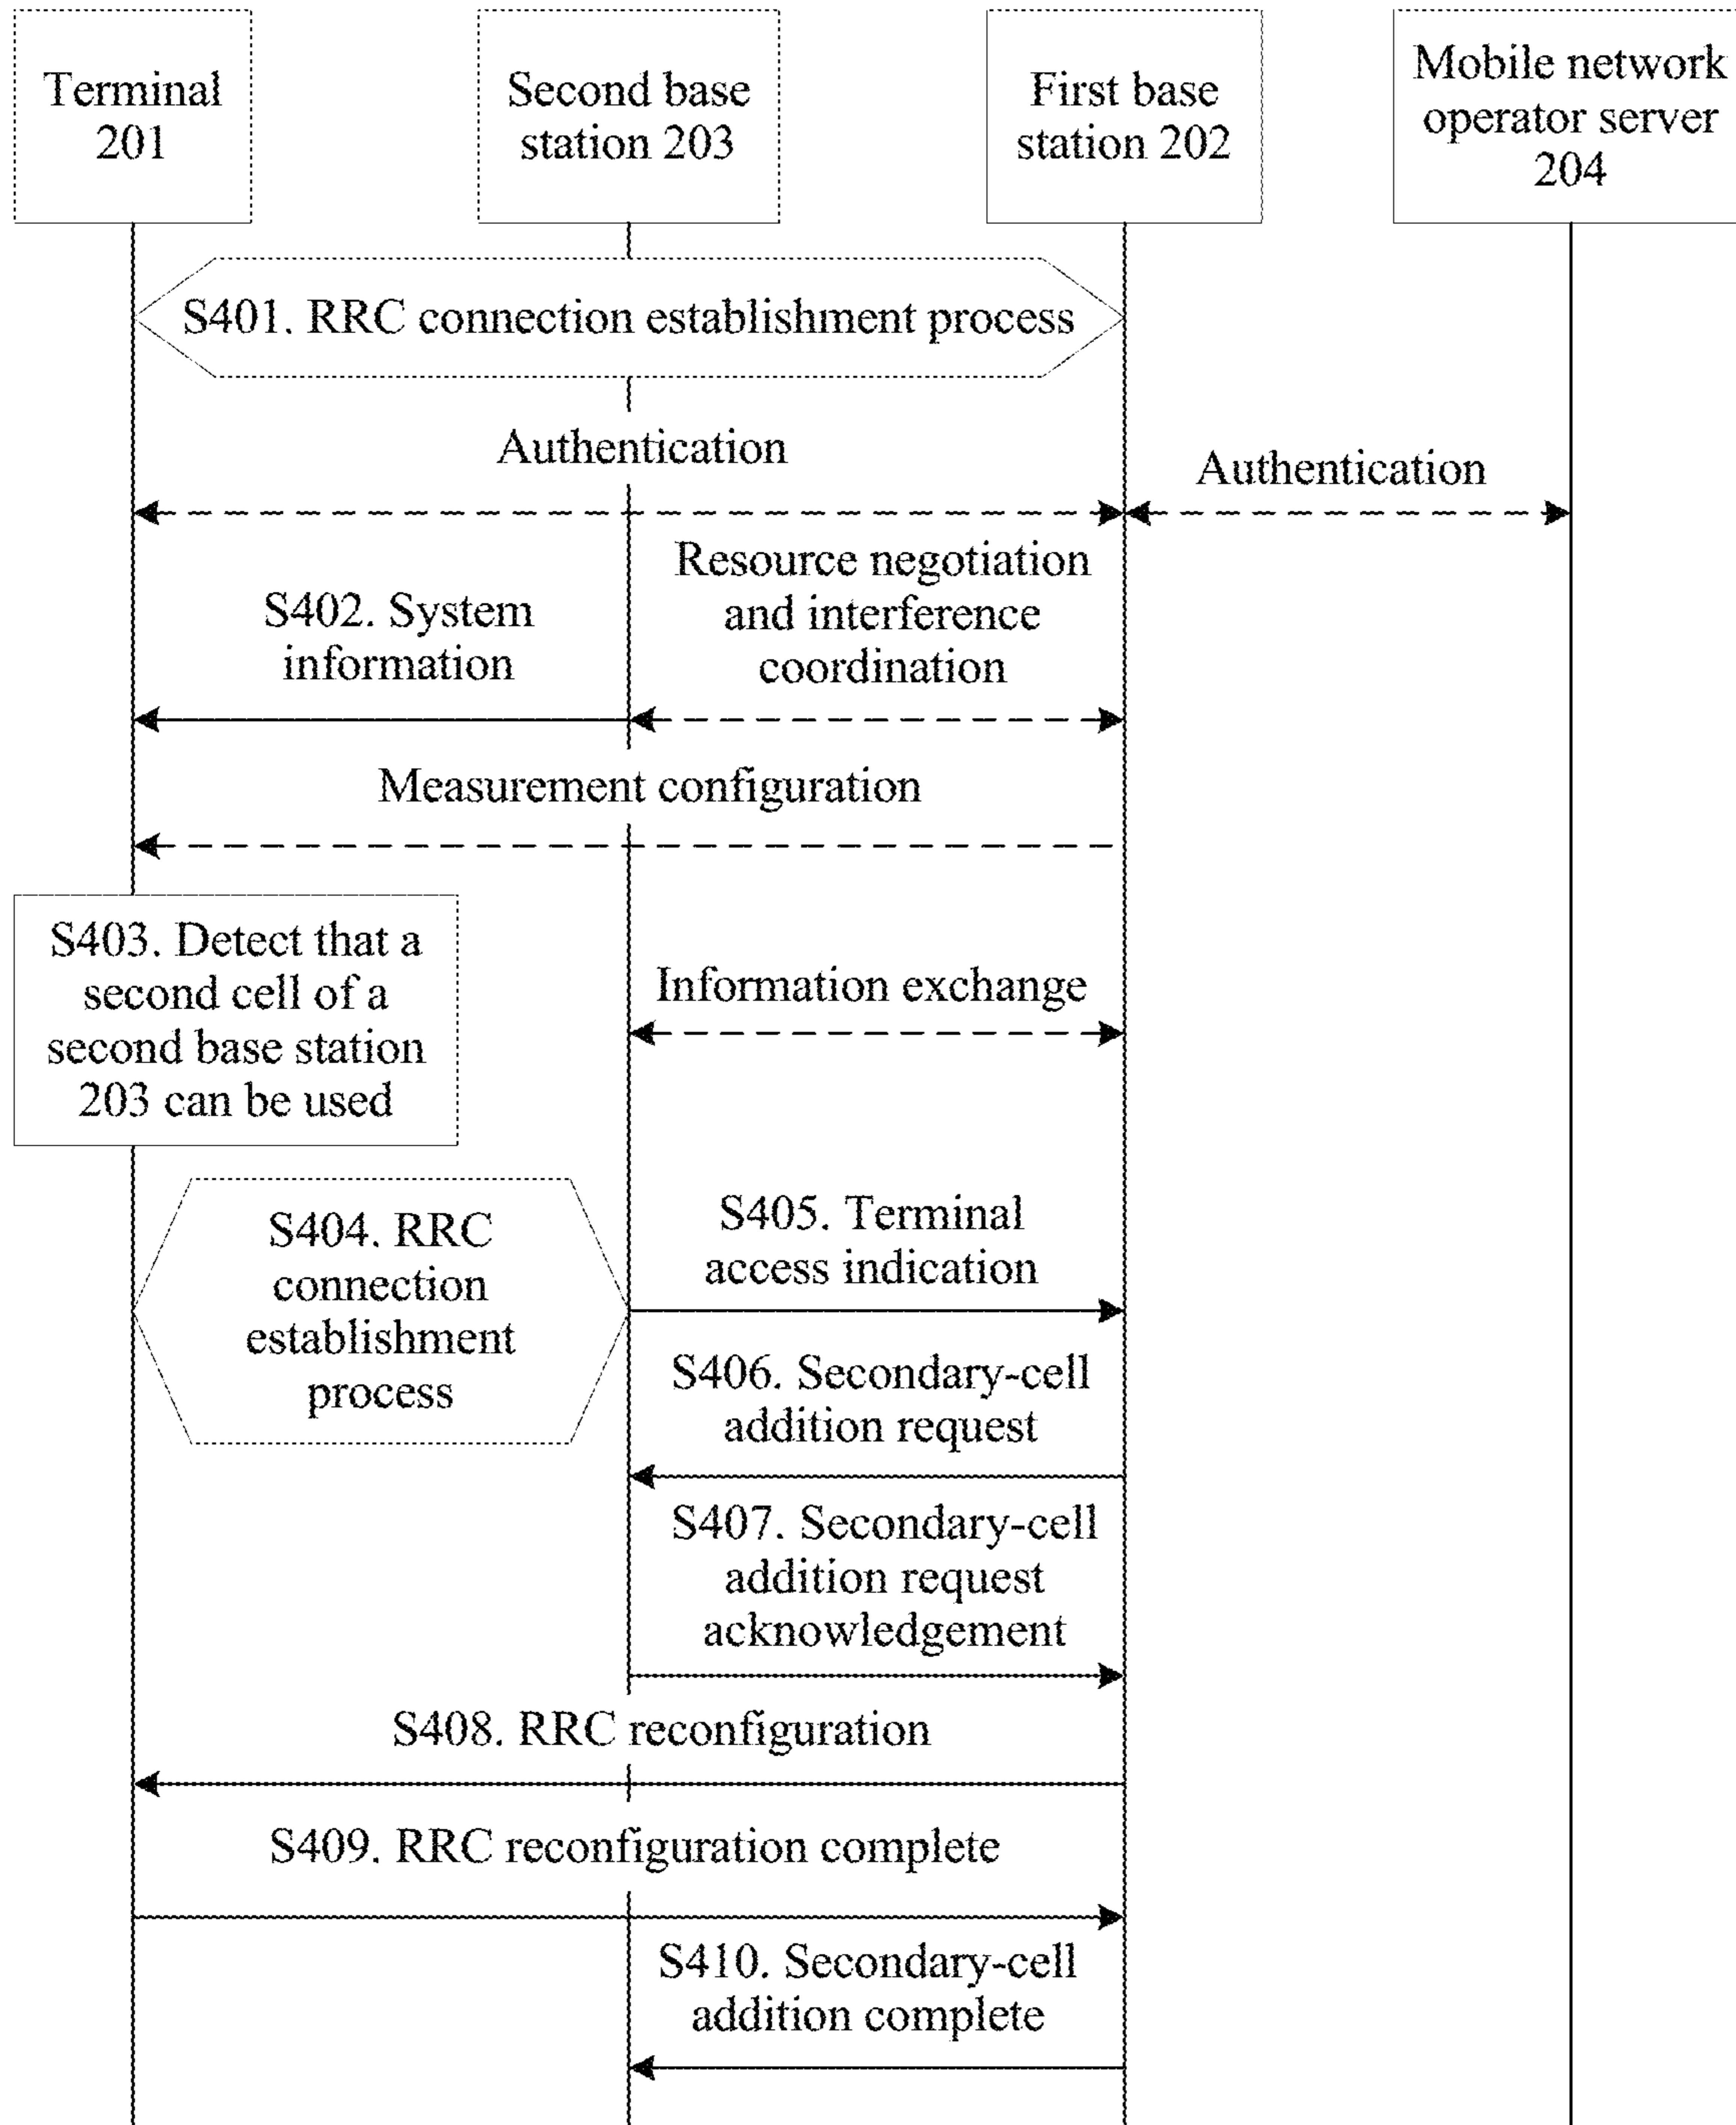 Terminal
201
Second base
station 203
First base
station 202
Mobile network
operator server
204
S401. RRC connection establishment process
Authentication
Authentication
S402. System
information
Resource negotiation
and interference
coordination
Measurement configuration
S403. Detect that a
second cell of a
second base station
203 can be used
Information exchange
S404. RRC
connection
establishment
process
S405. Terminal
access indication
S406. Secondary-cell
addition request
S407. Secondary-cell
addition request
acknowledgement
S408. RRC reconfiguration
S409. RRC reconfiguration complete
S410. Secondary-cell
addition complete